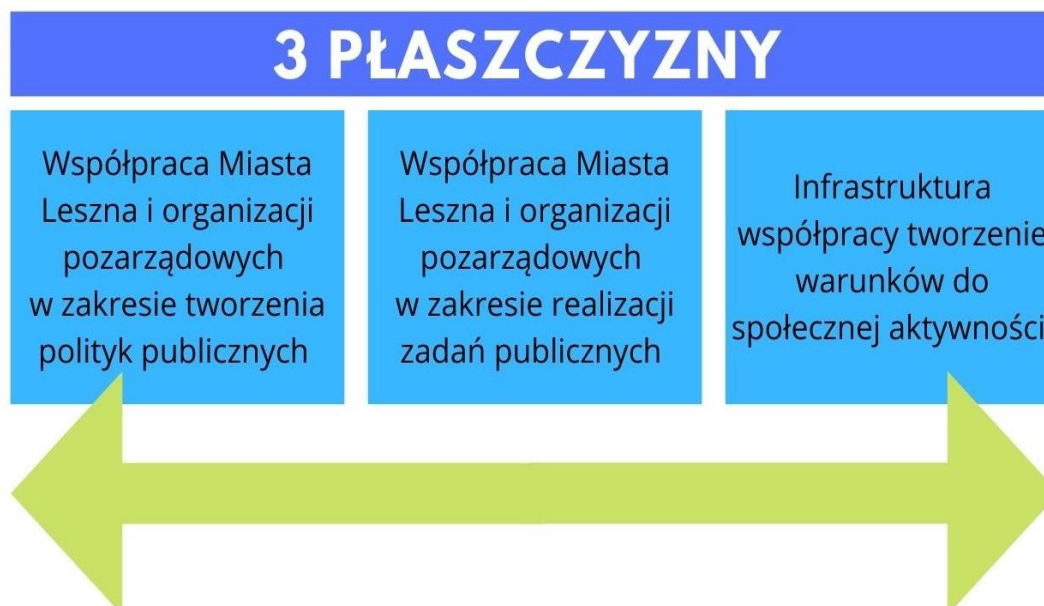 3 PŁASZCZYZNY
Współpraca Miasta
Leszna i organizacji
pozarządowych
w zakresie tworzenia
polityk publicznych
Współpraca Miasta
Leszna i organizacji
pozarządowych
w zakresie realizacji
zadań publicznych
Infrastruktura
współpracy tworzenie
warunków do
społecznej aktywności